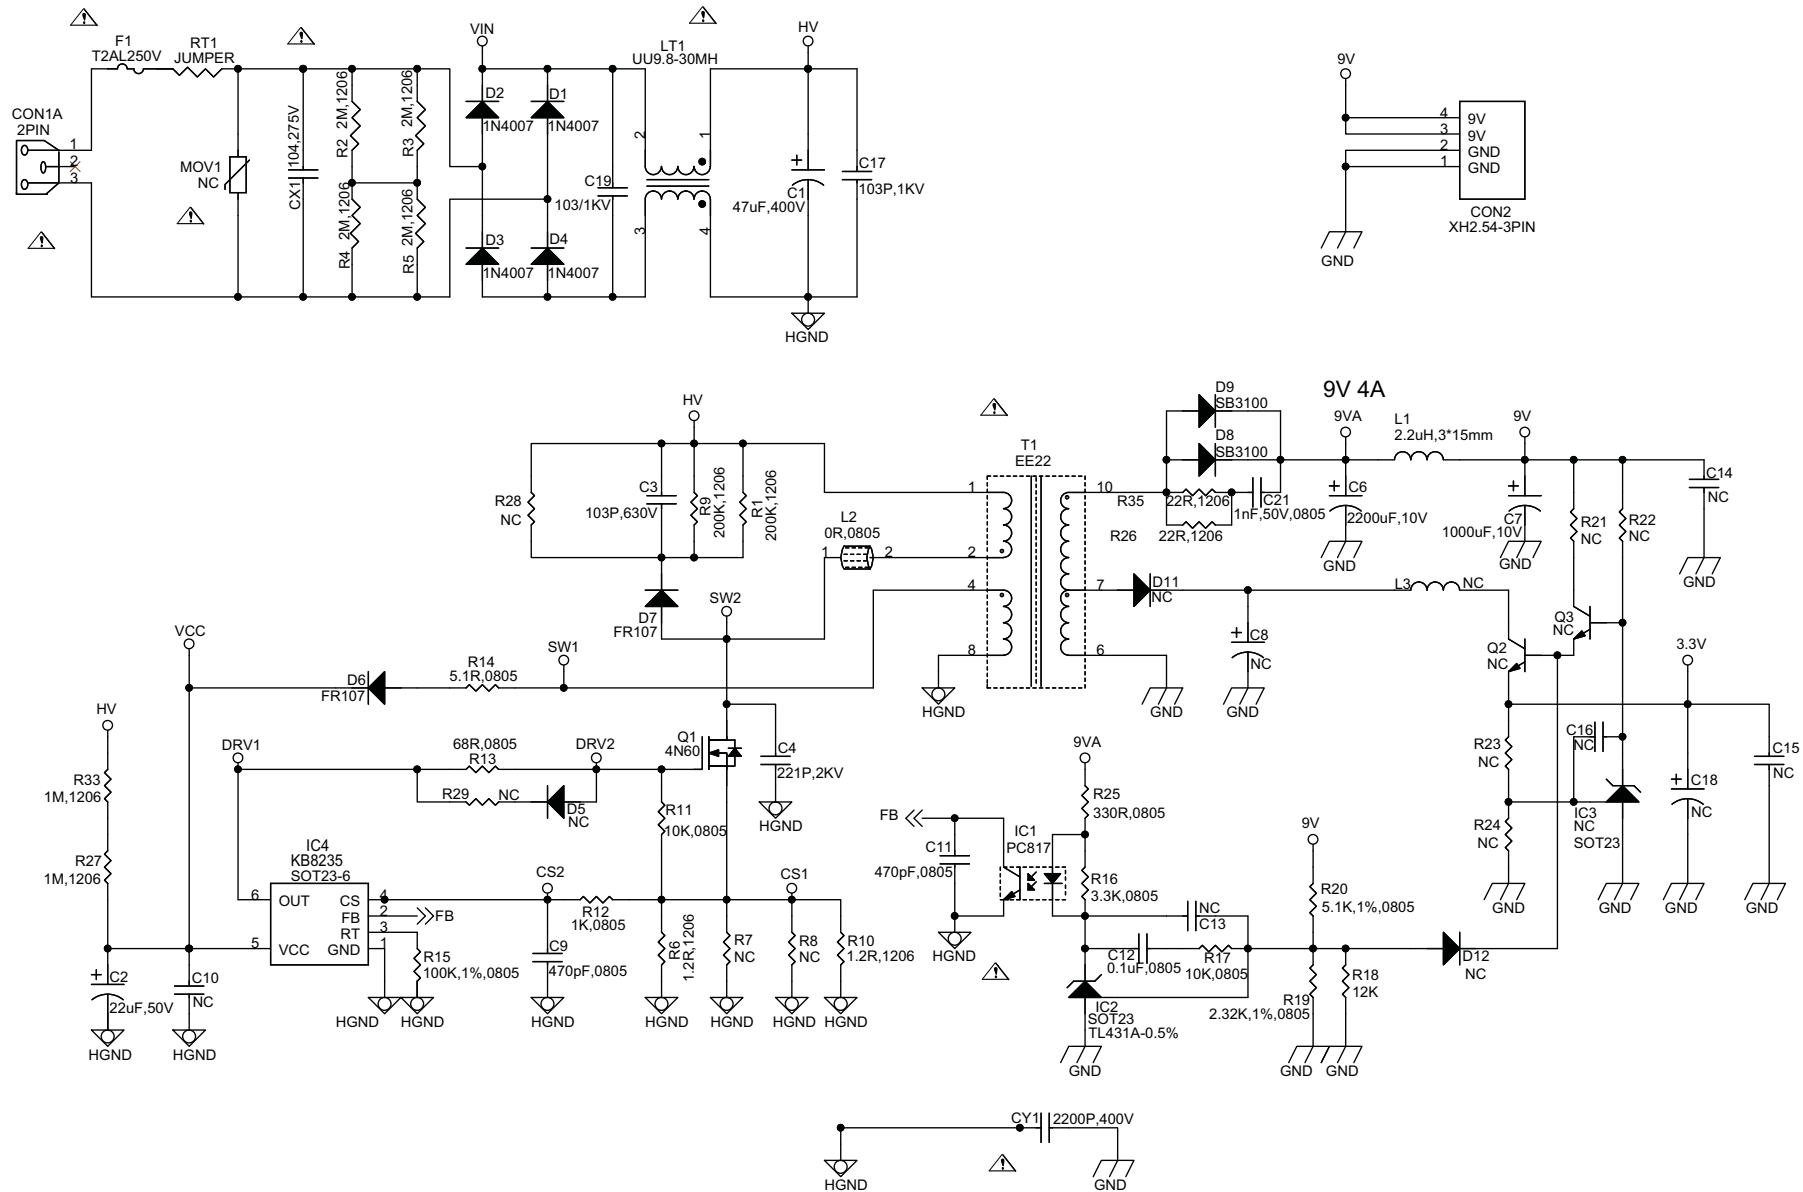 F1
T2AL250V
RT1
JUMPER
CON1A
2PIN
1
2
3
MOV1
NC
CX1 104,275V
R2 2M,1206
R3 2M,1206
R4 2M,1206
R5 2M,1206
VIN
D2
1N4007
D1
1N4007
D3
1N4007
D4
1N4007
C19
103/1KV
LT1
UU9.8-30MH
2
1
3
4
HV
C1
47uF,400V
C17
103P,1KV
HGND
9V
4
3
2
1
9V
9V
GND
GND
CON2
XH2.54-3PIN
GND
HV
R28
NC
C3
103P,630V
R9
200K,1206
R1
200K,1206
L2
0R,0805
1
2
D7
FR107
SW2
T1
EE22
1
2
4
8
10
7
6
HGND
GND
D9
SB3100
D8
SB3100
R35
22R,1206
R26
22R,1206
C21
1nF,50V,0805
9V 4A
9VA
C6
2200uF,10V
GND
L1
2.2uH,3*15mm
9V
C7
1000uF,10V
GND
R21
NC
R22
NC
C14
NC
GND
D11
NC
C8
NC
GND
L3
NC
Q3
NC
Q2
NC
3.3V
R23
NC
R24
NC
GND
C16
NC
IC3
NC
SOT23
GND
C18
NC
GND
C15
NC
GND
VCC
D6
FR107
R14
5.1R,0805
SW1
HV
R33
1M,1206
R27
1M,1206
DRV1
68R,0805
R13
DRV2
R29
NC
D5
NC
Q1
4N60
C4
221P,2KV
HGND
R11
10K,0805
IC4
KB8235
SOT23-6
6
OUT
5
VCC
CS
4
FB
2
RT
3
GND
1
FB
CS2
R12
1K,0805
CS1
R15
100K,1%,0805
C9
470pF,0805
R6
1.2R,1206
R7
NC
R8
NC
R10
1.2R,1206
C2
22uF,50V
C10
NC
HGND
HGND
HGND
HGND
HGND
HGND
HGND
HGND
HGND
9VA
R25
330R,0805
FB
C11
470pF,0805
HGND
IC1
PC817
R16
3.3K,0805
NC
C13
C12
0.1uF,0805
R17
10K,0805
IC2
SOT23
TL431A-0.5%
GND
9V
R20
5.1K,1%,0805
R19
2.32K,1%,0805
R18
12K
GND
GND
D12
NC
CY1
2200P,400V
HGND
GND